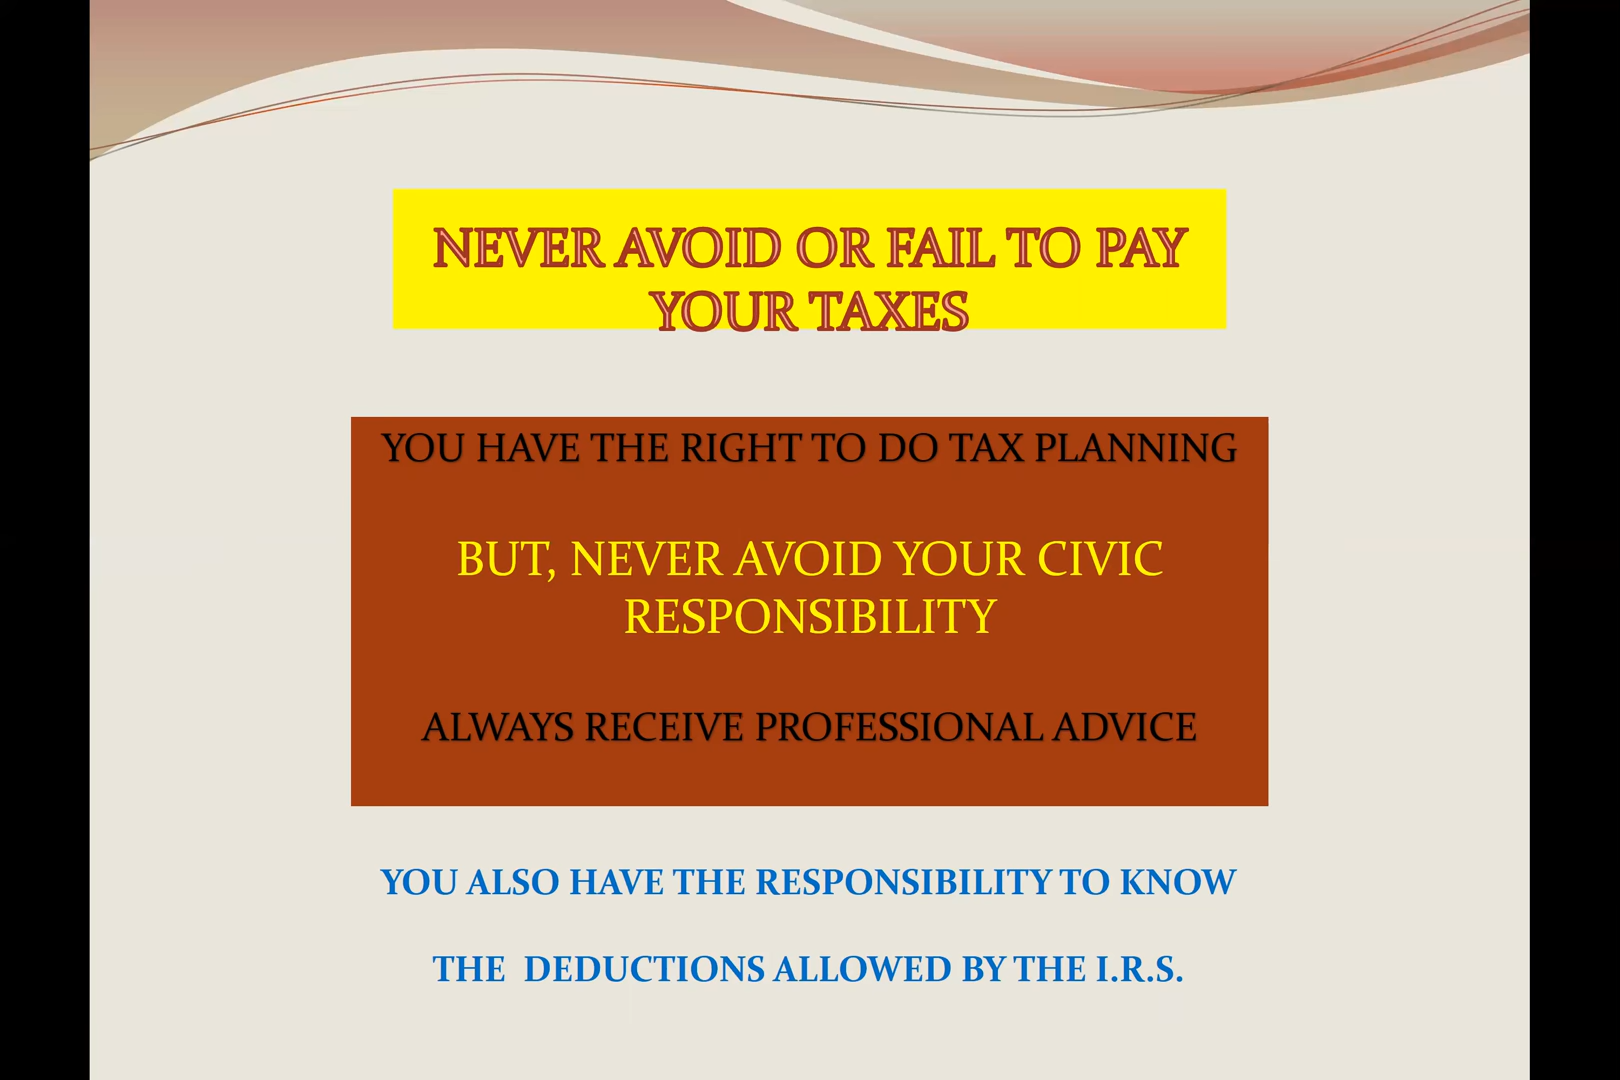 NEVER AVOID OR FAIL TO PAY
YOUR TAXES
YOU HAVE THE RIGHT TO DO TAX PLANNING
BUT, NEVER AVOID YOUR CIVIC
RESPONSIBILITY
ALWAYS RECEIVE PROFESSIONAL ADVICE
YOU ALSO HAVE THE RESPONSIBILITY TO KNOW
THE  DEDUCTIONS ALLOWED BY THE I.R.S.